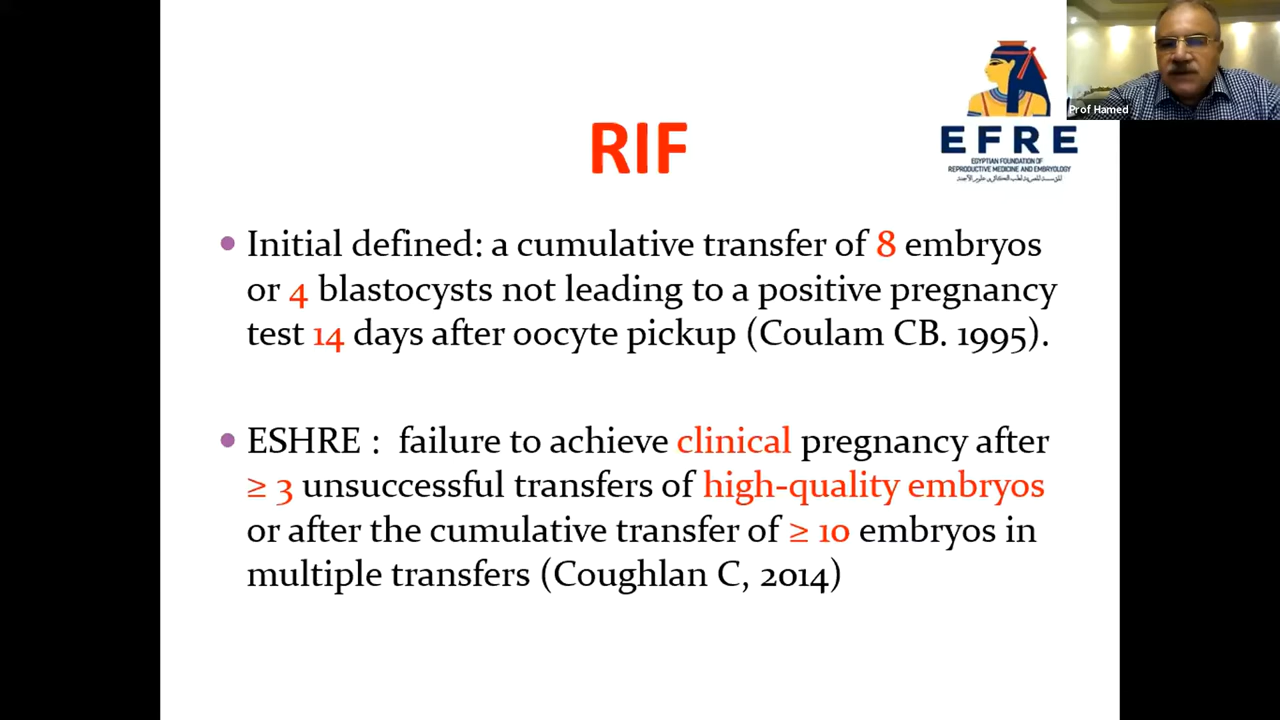 Prof Hamed
RIF
EFRE
EGYPTIAN FOUNDATION OF
REPRODUCTIVE MEDICINE AND EMBRYOLOGY
Initial defined: a cumulative transfer of 8 embryos
or 4 blastocysts not leading to a positive pregnancy
test 14 days after oocyte pickup (Coulam CB. 1995).
ESHRE : failure to achieve clinical pregnancy after
≥ 3 unsuccessful transfers of high-quality embryos
or after the cumulative transfer of ≥ 10 embryos in
multiple transfers (Coughlan C, 2014)